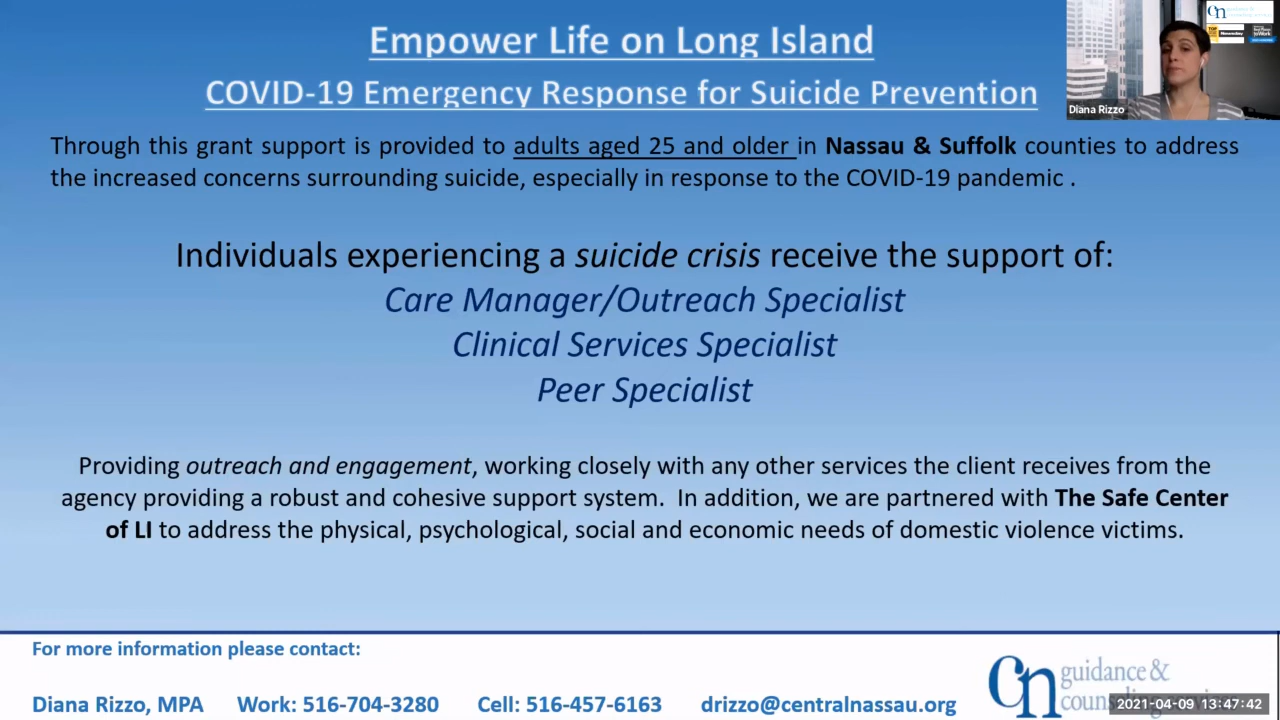 Empower Life on Long Island
COVID-19 Emergency Response for Suicide Prevention
Diana Rizzo
Through this grant support is provided to adults aged 25 and older in Nassau & Suffolk counties to address
the increased concerns surrounding suicide, especially in response to the COVID-19 pandemic .
Individuals experiencing a suicide crisis receive the support of:
Care Manager/Outreach Specialist
Clinical Services Specialist
Peer Specialist
Providing outreach and engagement, working closely with any other services the client receives from the
agency providing a robust and cohesive support system. In addition, we are partnered with The Safe Center
of LI to address the physical, psychological, social and economic needs of domestic violence victims.
For more information please contact:
Diana Rizzo, MPA Work: 516-704-3280 Cell: 516-457-6163 drizzo@centralnassau.org
cn guidance &
counseling services
2021-04-09 13:47:42